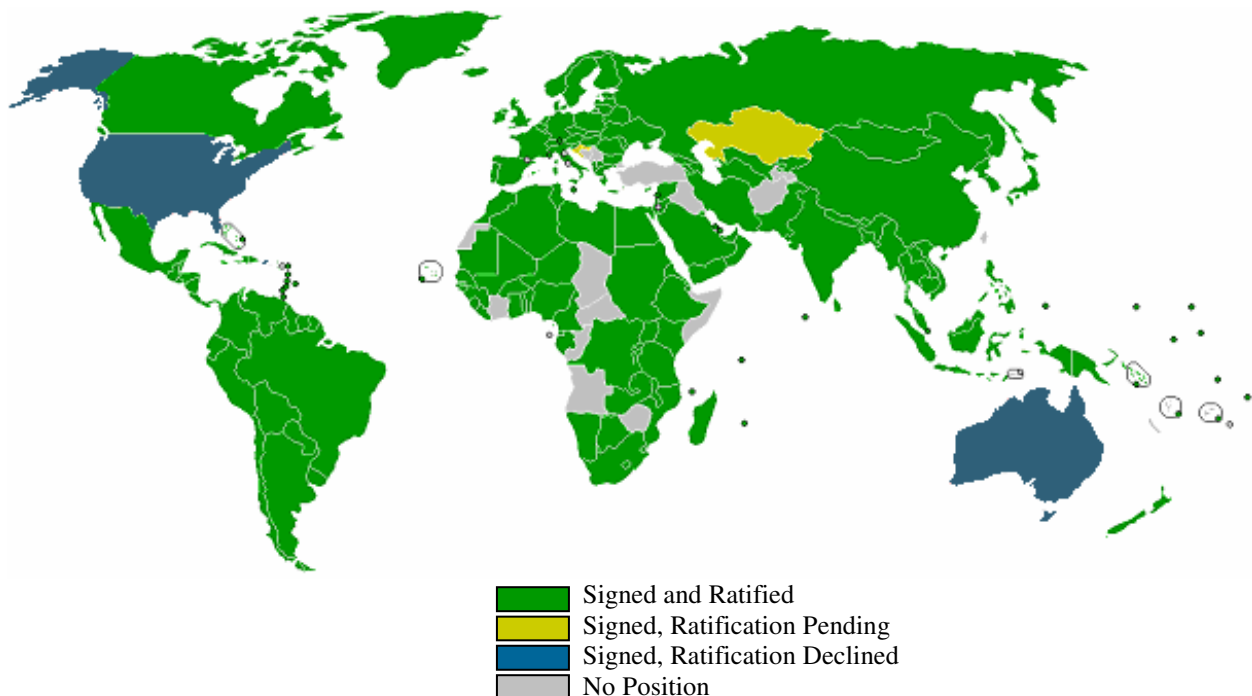 Signed and Ratified
Signed, Ratification Pending
Signed, Ratification Declined
No Position